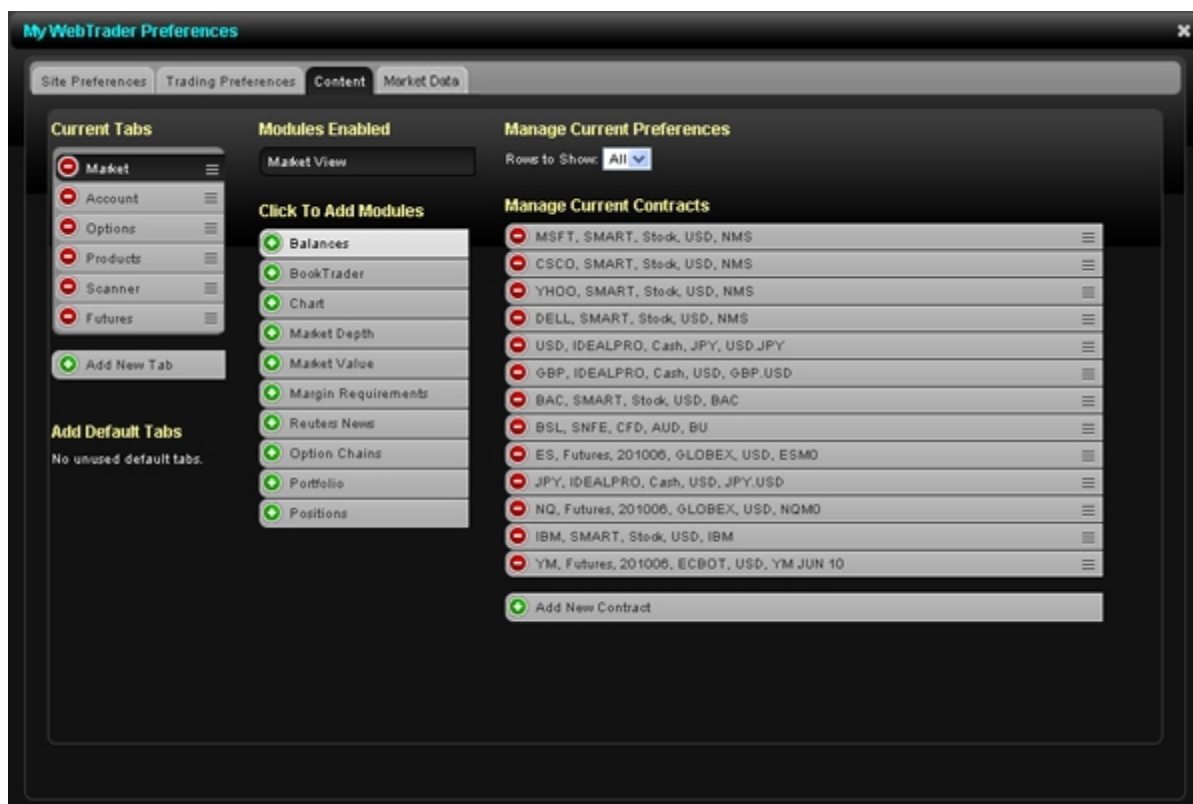 My WebTrader Preferences
Site Preferences
Trading Preferences
Content
Market Data
Current Tabs
Market
Account
Options
Products
Scanner
Futures
Add New Tab
Add Default Tabs
No unused default tabs.
Modules Enabled
Market View
Click To Add Modules
Balances
BookTrader
Chart
Market Depth
Market Value
Margin Requirements
Reuters News
Option Chains
Portfolio
Positions
Manage Current Preferences
Rows to Show: All
Manage Current Contracts
MSFT, SMART, Stock, USD, NMS
CSCO, SMART, Stock, USD, NMS
YHOO, SMART, Stock, USD, NMS
DELL, SMART, Stock, USD, NMS
USD, IDEALPRO, Cash, JPY, USD.JPY
GBP, IDEALPRO, Cash, USD, GBP.USD
BAC, SMART, Stock, USD, BAC
BSL, SNFE, CFD, AUD, BU
ES, Futures, 201006, GLOBEX, USD, ESM0
JPY, IDEALPRO, Cash, USD, JPY.USD
NQ, Futures, 201006, GLOBEX, USD, NQM0
IBM, SMART, Stock, USD, IBM
YM, Futures, 201006, ECBOT, USD, YM JUN 10
Add New Contract